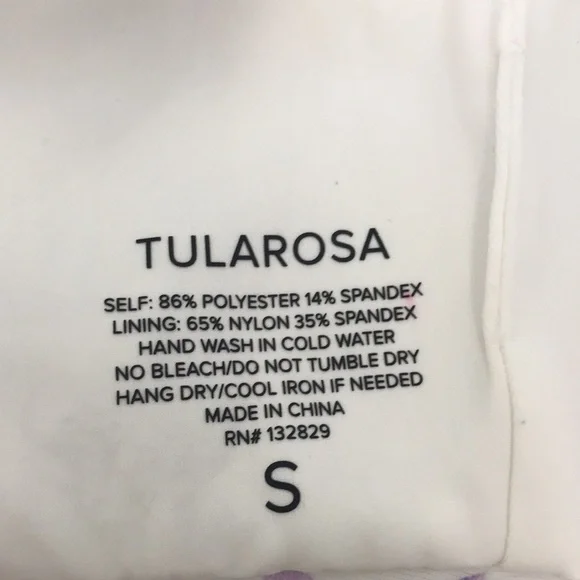 TULAROSA
SELF: 86% POLYESTER 14% SPANDEX
LINING: 65% NYLON 35% SPANDEX
HAND WASH IN COLD WATER
NO BLEACH/DO NOT TUMBLE DRY
HANG DRY/COOL IRON IF NEEDED
MADE IN CHINA
RN# 132829
S